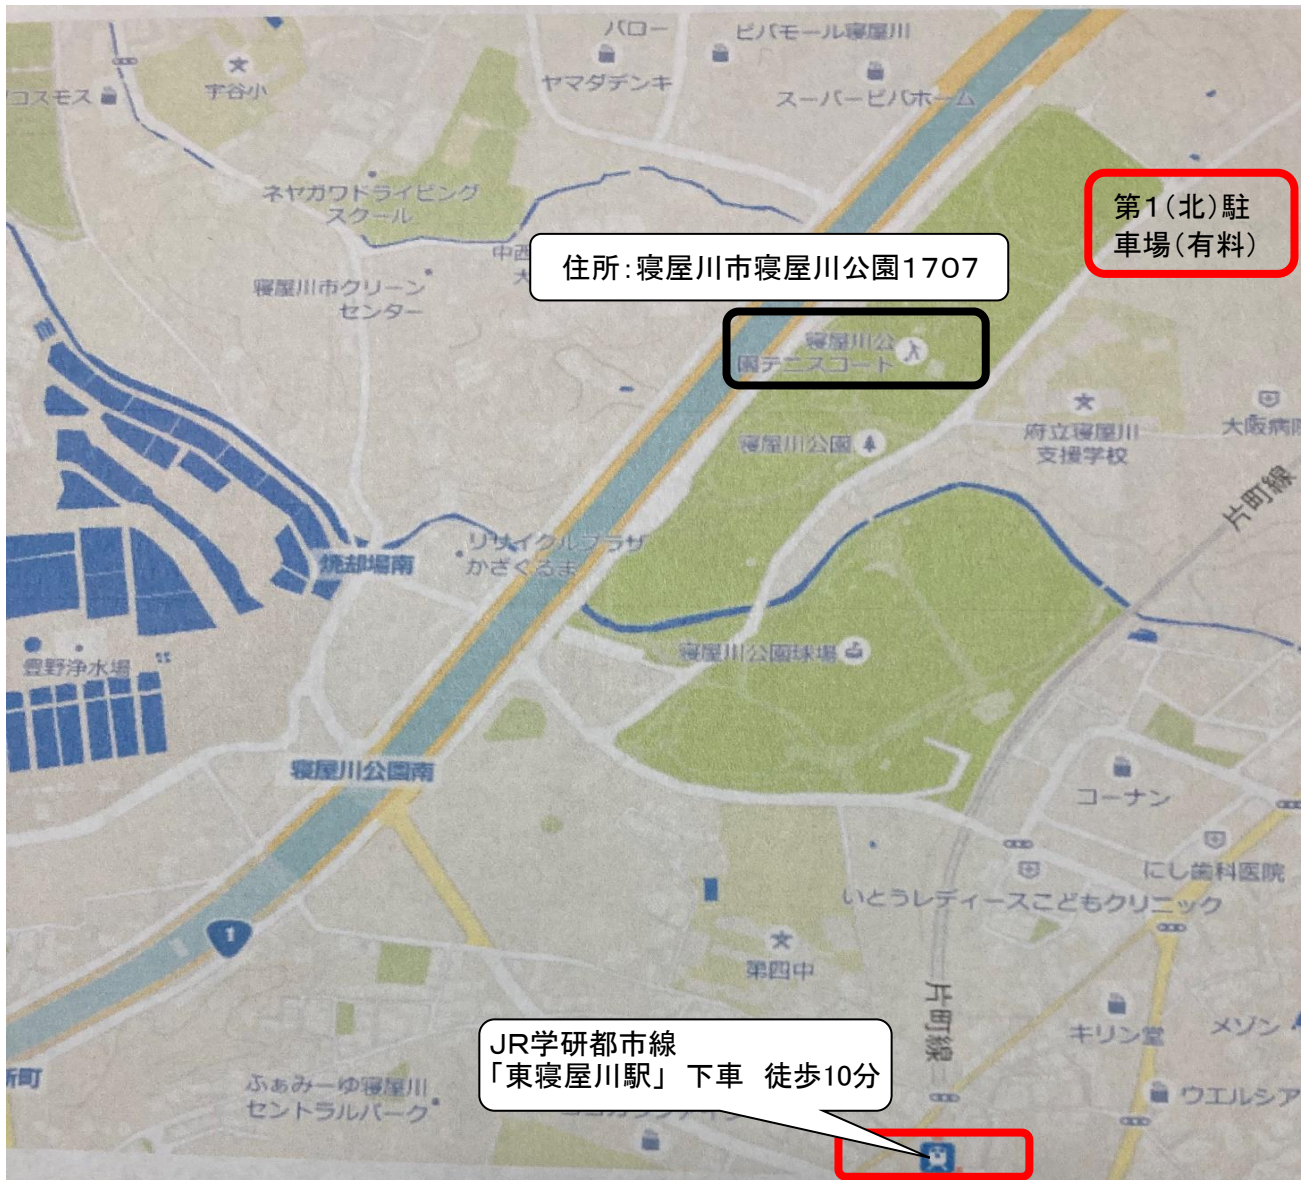 バロー
ビバモール寝屋川
ヤマダデンキ
スーパービバホーム
コスモス
宇谷小
ネヤガワドライビング
スクール
第1(北)駐
車場(有料)
中西
大
住所:寝屋川市寝屋川公園1707
寝屋川市クリーン
センター
寝屋川公
園テニスコート
寝屋川公園
府立寝屋川
支援学校
大阪病院
片町線
リサイクルプラザ
かざぐるま
焼却場南
豊野浄水場
寝屋川公園球場
寝屋川公園南
コーナン
にし歯科医院
いとうレディースこどもクリニック
1
第四中
片町線
キリン堂
メゾン
JR学研都市線
「東寝屋川駅」下車 徒歩10分
新町
ふぁみーゆ寝屋川
セントラルパーク
ウエルシア